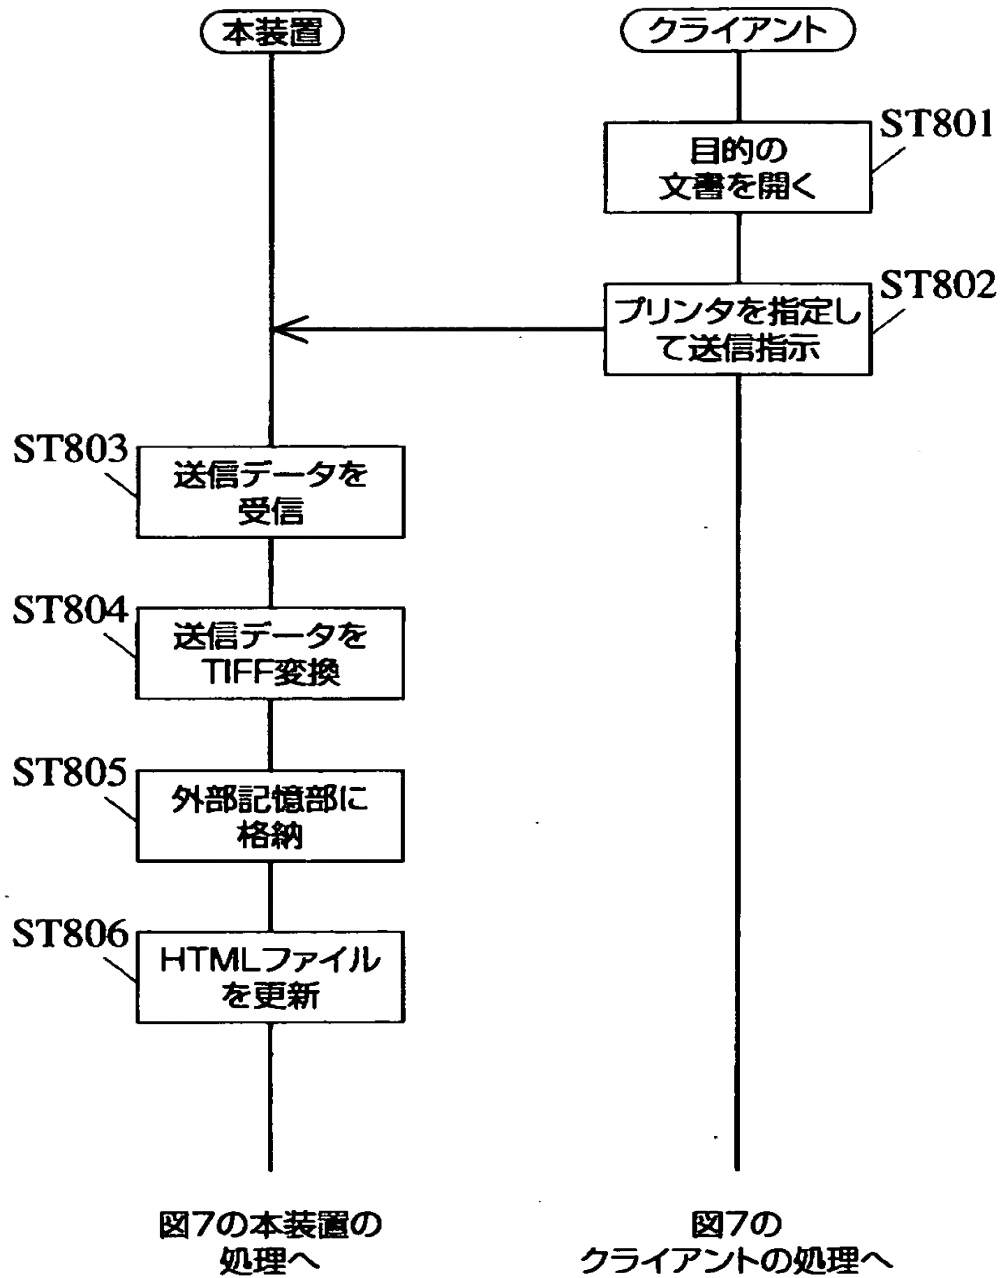 本装置
クライアント
ST801
目的の
文書を開く
ST802
プリンタを指定し
て送信指示
ST803
送信データを
受信
ST804
送信データを
TIFF変換
ST805
外部記憶部に
格納
ST806
HTMLファイル
を更新
図7の本装置の
処理へ
図7の
クライアントの処理へ